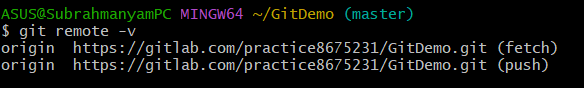 ASUS@SubrahmanyamPC MINGW64 ~/GitDemo (master)
$ git remote -v
origin  https://gitlab.com/practice8675231/GitDemo.git (fetch)
origin  https://gitlab.com/practice8675231/GitDemo.git (push)